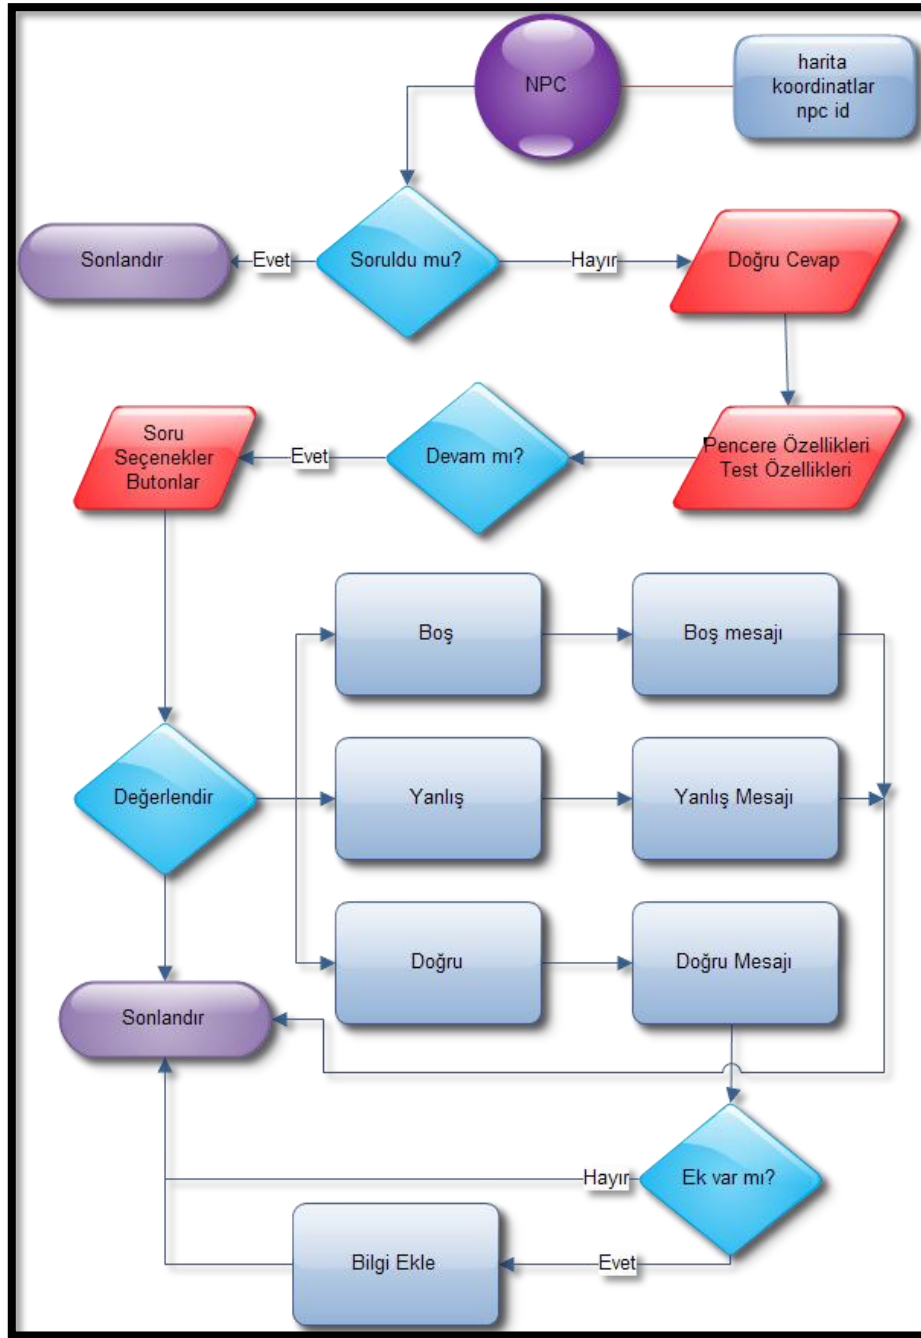 NPC
harita
koordinatlar
npc id
Sonlandır
Evet
Soruldu mu?
Hayır
Doğru Cevap
Soru
Seçenekler
Butonlar
Evet
Devam mı?
Pencere Özellikleri
Test Özellikleri
Boş
Boş mesajı
Değerlendir
Yanlış
Yanlış Mesajı
Doğru
Doğru Mesajı
Sonlandır
Hayır
Ek var mı?
Bilgi Ekle
Evet